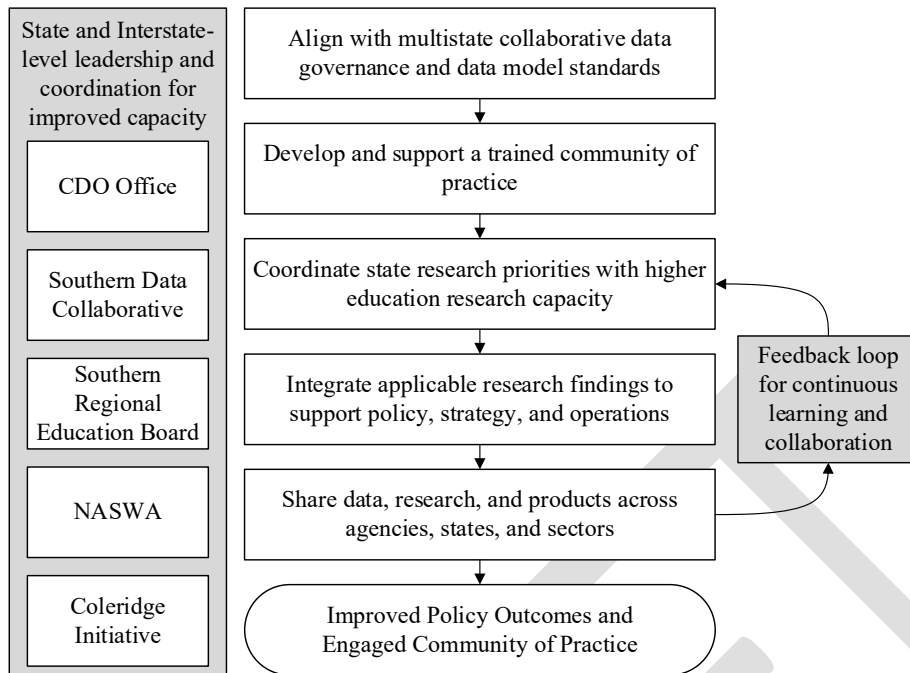 State and Interstate-
level leadership and
coordination for
improved capacity
CDO Office
Southern Data
Collaborative
Southern
Regional
Education Board
NASWA
Coleridge
Initiative
Align with multistate collaborative data
governance and data model standards
Develop and support a trained community of
practice
Coordinate state research priorities with higher
education research capacity
Integrate applicable research findings to
support policy, strategy, and operations
Share data, research, and products across
agencies, states, and sectors
Improved Policy Outcomes and
Engaged Community of Practice
Feedback loop
for continuous
learning and
collaboration